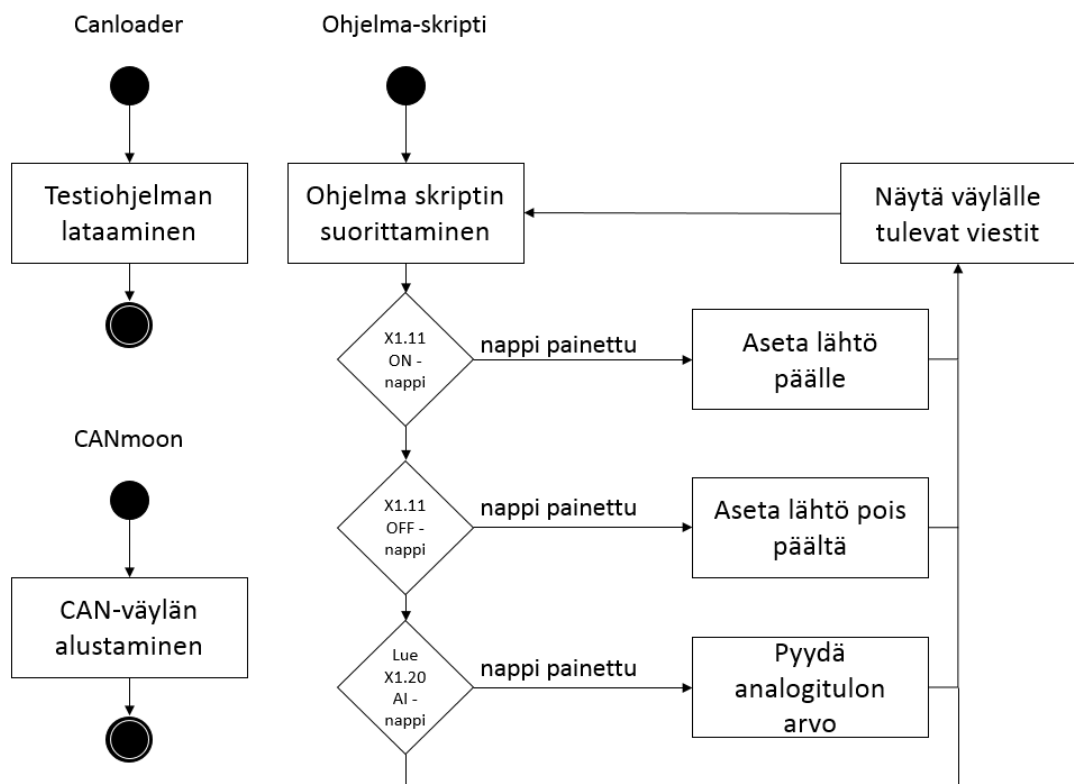 Canloader
Ohjelma-skripti
Testiohjelman
lataaminen
Ohjelma skriptin
suorittaminen
Näytä väylälle
tulevat viestit
X1.11
ON -
nappi
nappi painettu
Aseta lähtö
päälle
CANmoon
X1.11
OFF -
nappi
nappi painettu
Aseta lähtö pois
päältä
CAN-väylän
alustaminen
Lue
X1.20
AI -
nappi
nappi painettu
Pyydä
analogitulon
arvo